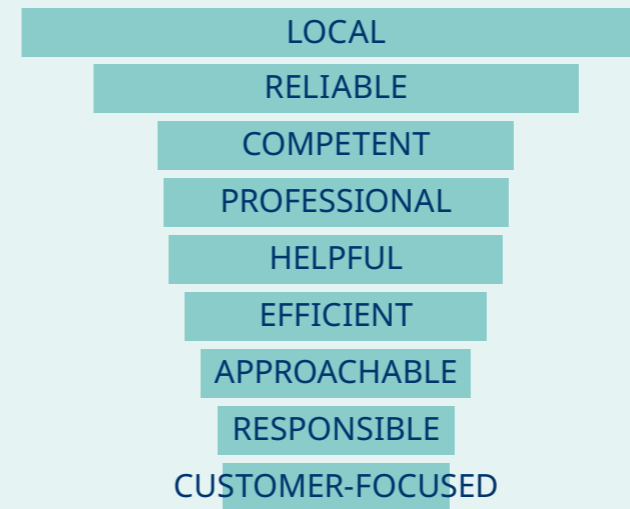 LOCAL
RELIABLE
COMPETENT
PROFESSIONAL
HELPFUL
EFFICIENT
APPROACHABLE
RESPONSIBLE
CUSTOMER-FOCUSED